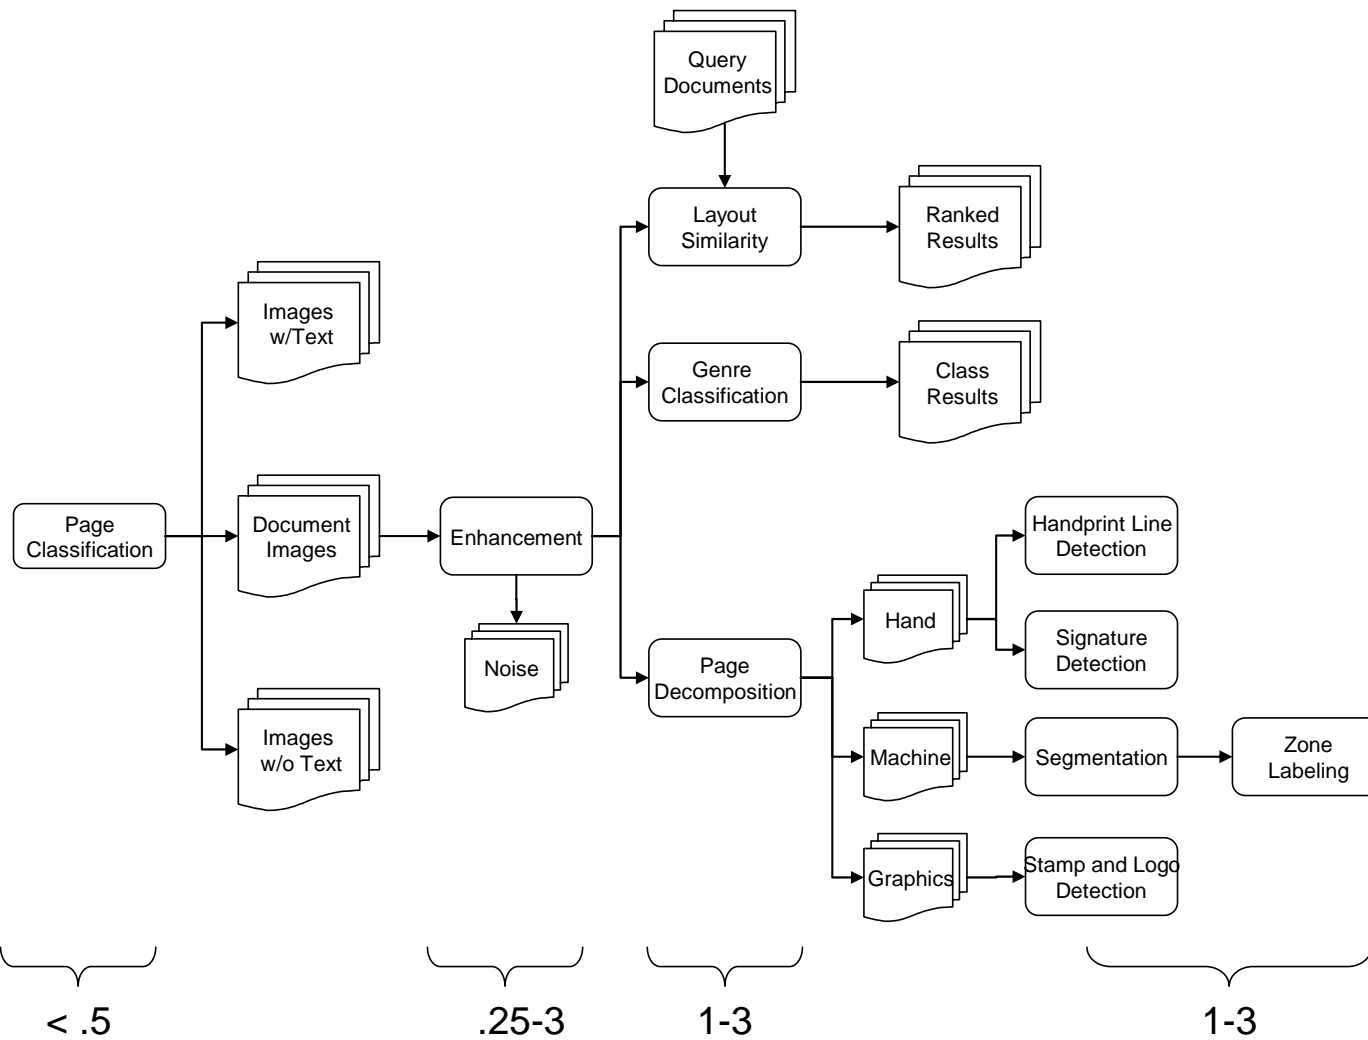 Query
Documents
Layout
Similarity
Ranked
Results
Images
w/Text
Genre
Classification
Class
Results
Page
Classification
Document
Images
Enhancement
Noise
Images
w/o Text
Page
Decomposition
Hand
Handprint Line
Detection
Signature
Detection
Machine
Segmentation
Zone
Labeling
Graphics
Stamp and Logo
Detection
< .5
.25-3
1-3
1-3